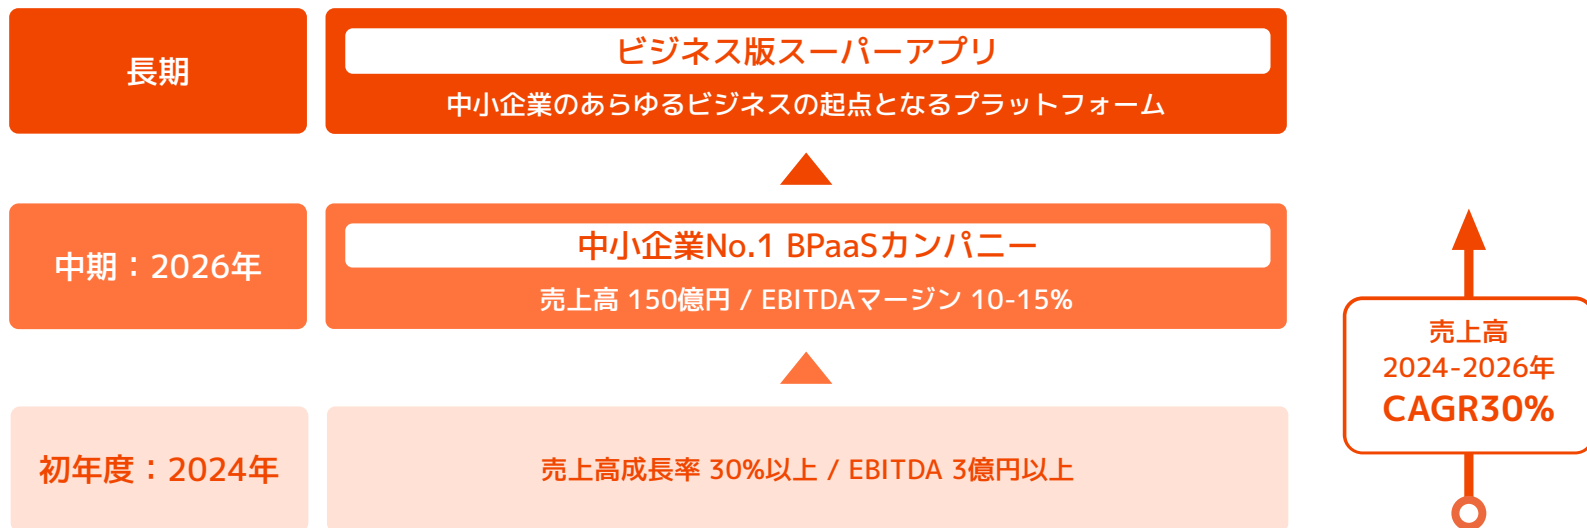 長期
ビジネス版スーパーアプリ
中小企業のあらゆるビジネスの起点となるプラットフォーム
中期：2026年
中小企業No.1 BPaaSカンパニー
売上高 150億円 / EBITDAマージン 10-15%
初年度：2024年
売上高成長率 30%以上 / EBITDA 3億円以上
売上高
2024-2026年
CAGR30%